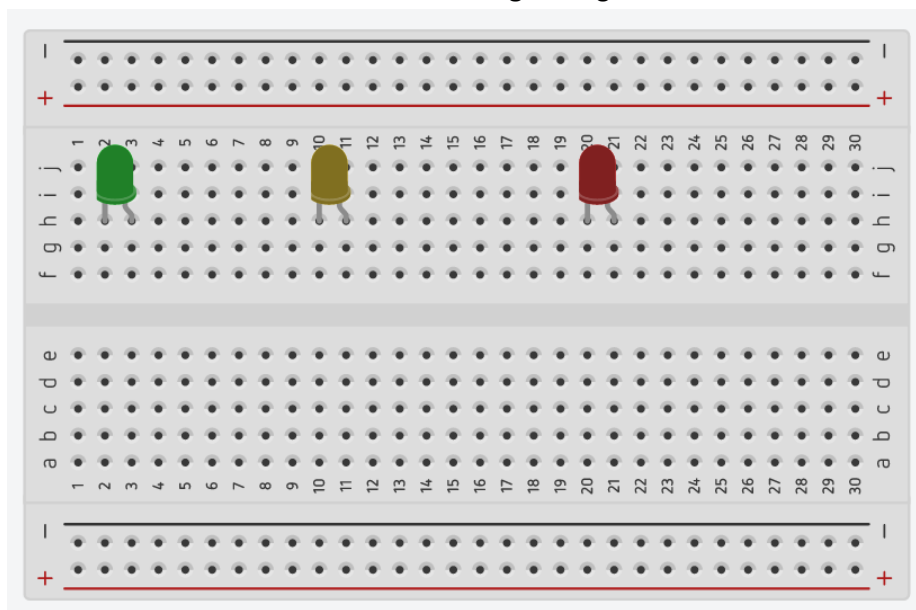 − −
+ +
1 2 3 4 5 6 7 8 9 10 11 12 13 14 15 16 17 18 19 20 21 22 23 24 25 26 27 28 29 30
j j
i i
h h
g g
f f
e e
d d
c c
b b
a a
1 2 3 4 5 6 7 8 9 10 11 12 13 14 15 16 17 18 19 20 21 22 23 24 25 26 27 28 29 30
− −
+ +